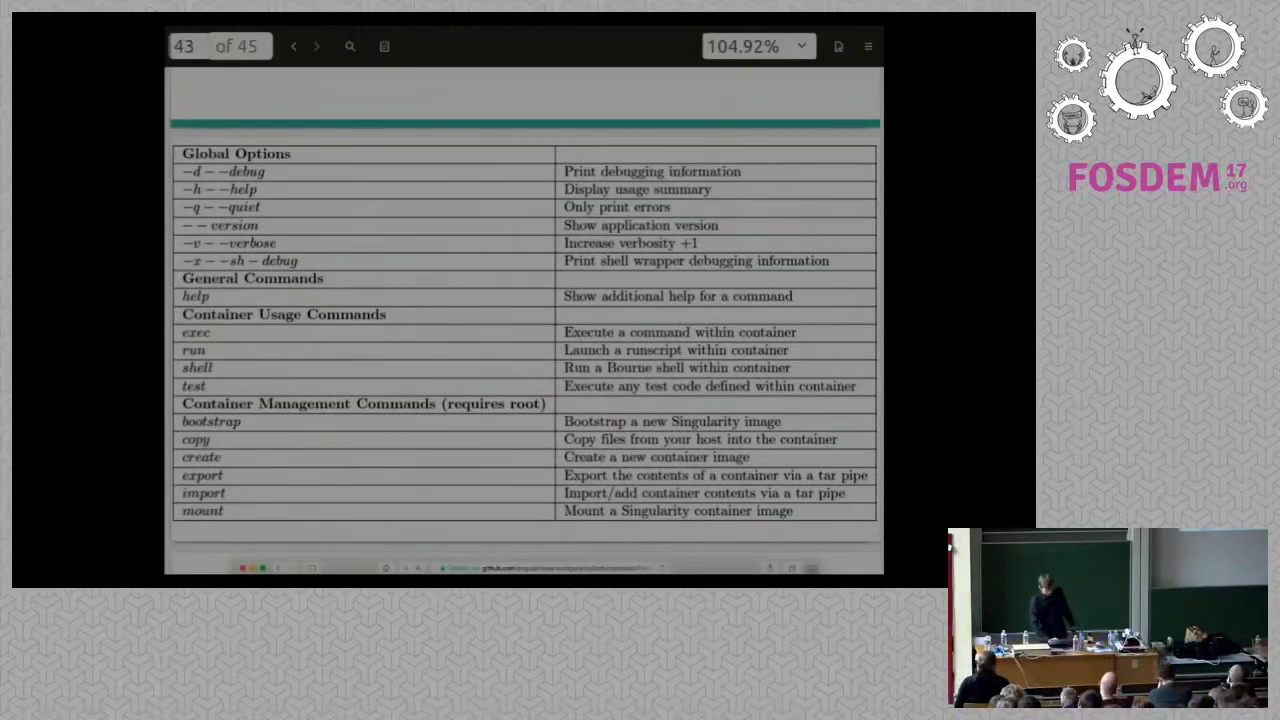 43 of 45
104.92%
Global Options
−d − −debug Print debugging information
−h − −help Display usage summary
−q − −quiet Only print errors
− − version Show application version
−v − −verbose Increase verbosity +1
−x − −sh − debug Print shell wrapper debugging information
General Commands
help Show additional help for a command
Container Usage Commands
exec Execute a command within container
run Launch a runscript within container
shell Run a Bourne shell within container
test Execute any test code defined within container
Container Management Commands (requires root)
bootstrap Bootstrap a new Singularity image
copy Copy files from your host into the container
create Create a new container image
export Export the contents of a container via a tar pipe
import Import/add container contents via a tar pipe
mount Mount a Singularity container image
FOSDEM 17
.org